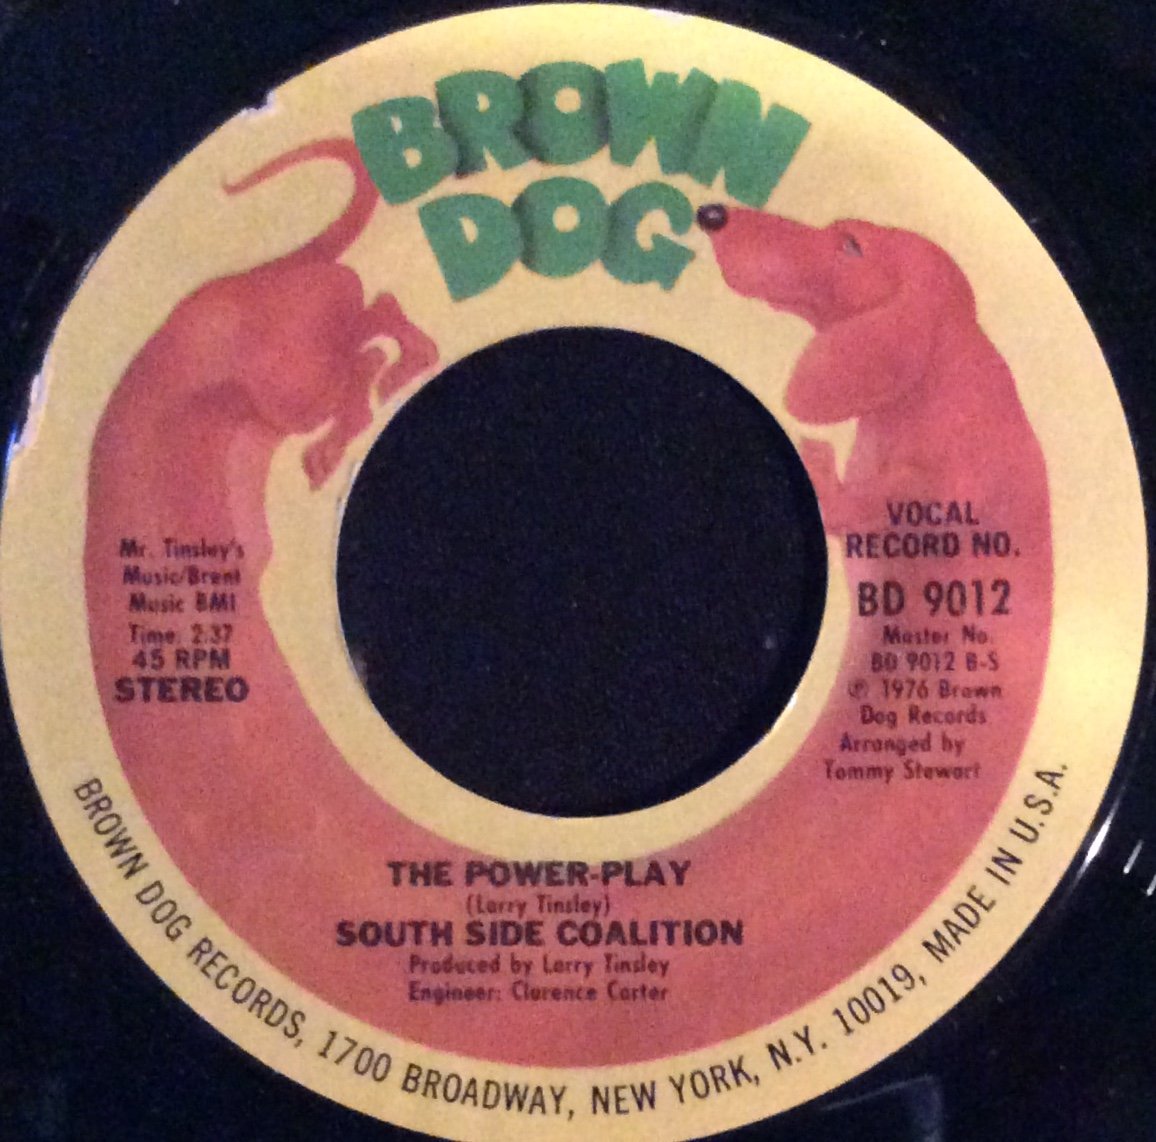 BROWN
DOG
Mr. Tinsley's
Music/Brent
Music BMI
Time: 2:37
45 RPM
STEREO
VOCAL
RECORD NO.
BD 9012
Master No.
BD 9012 B-S
℗ 1976 Brown
Dog Records
Arranged by
Tommy Stewart
THE POWER-PLAY
(Larry Tinsley)
SOUTH SIDE COALITION
Produced by Larry Tinsley
Engineer: Clarence Carter
BROWN DOG RECORDS, 1700 BROADWAY, NEW YORK, N.Y. 10019, MADE IN U.S.A.